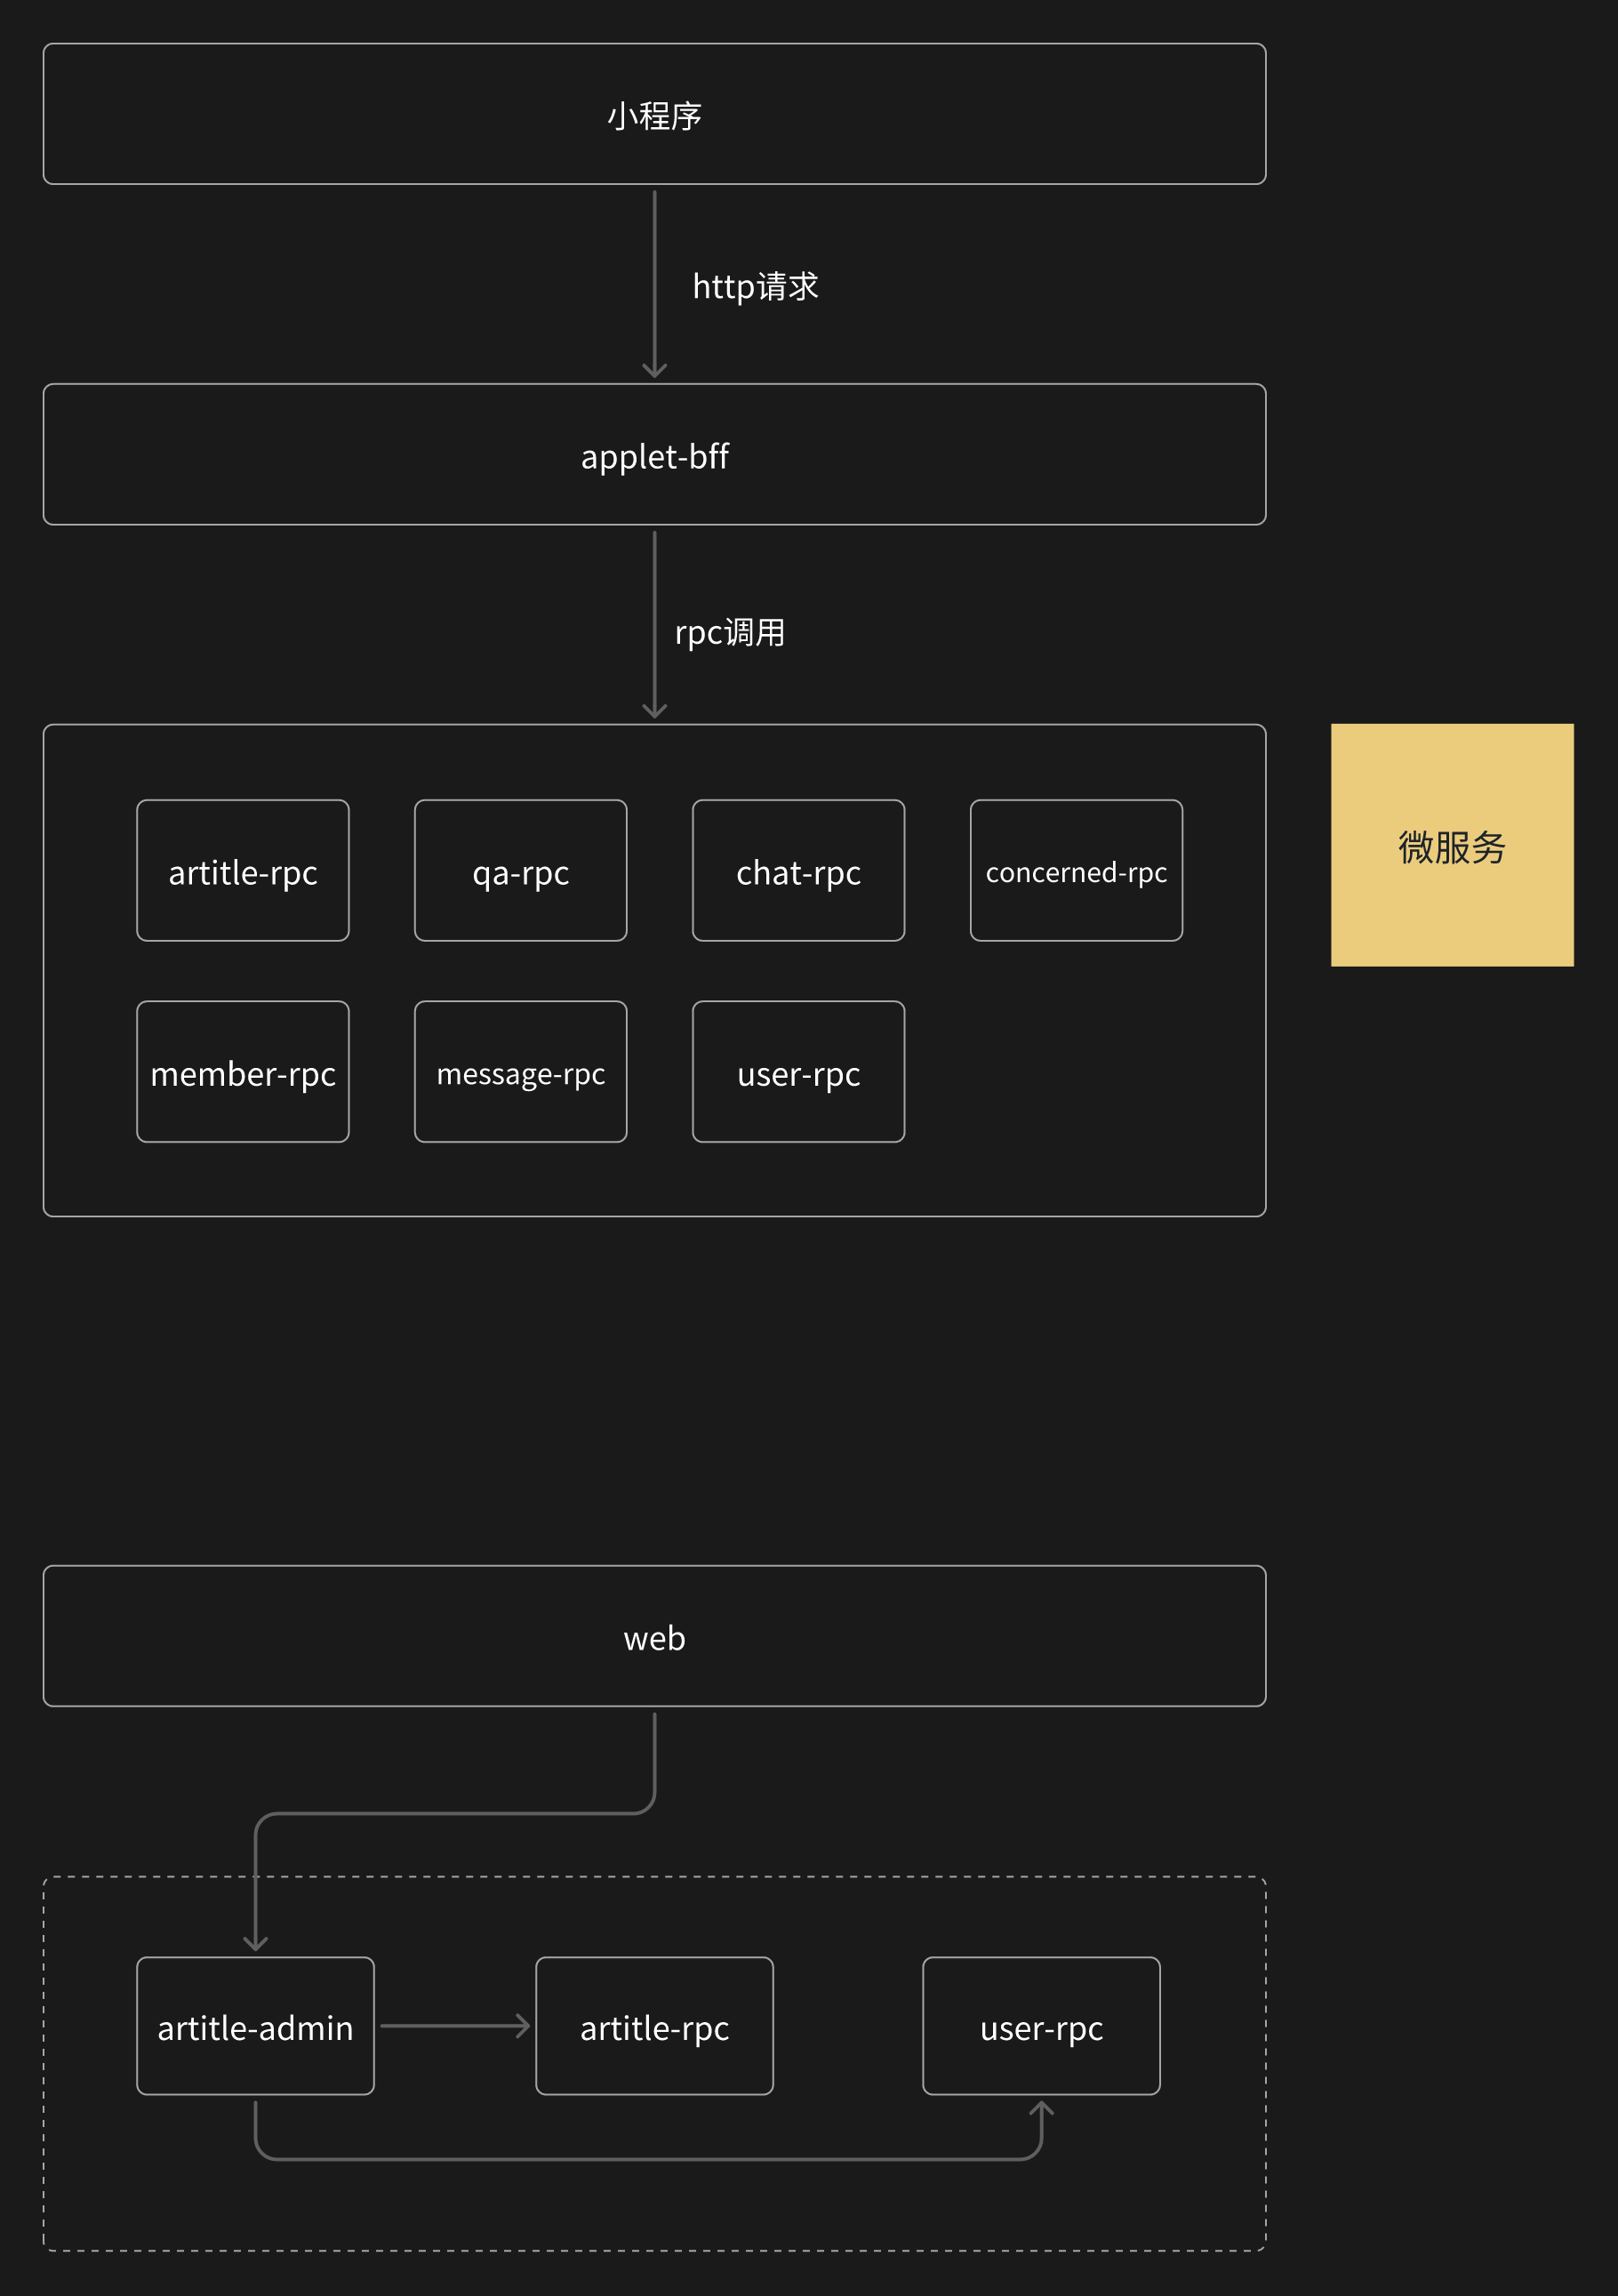 小程序
http请求
applet-bff
rpc调用
artitle-rpc
qa-rpc
chat-rpc
concerned-rpc
微服务
member-rpc
message-rpc
user-rpc
web
artitle-admin
artitle-rpc
user-rpc